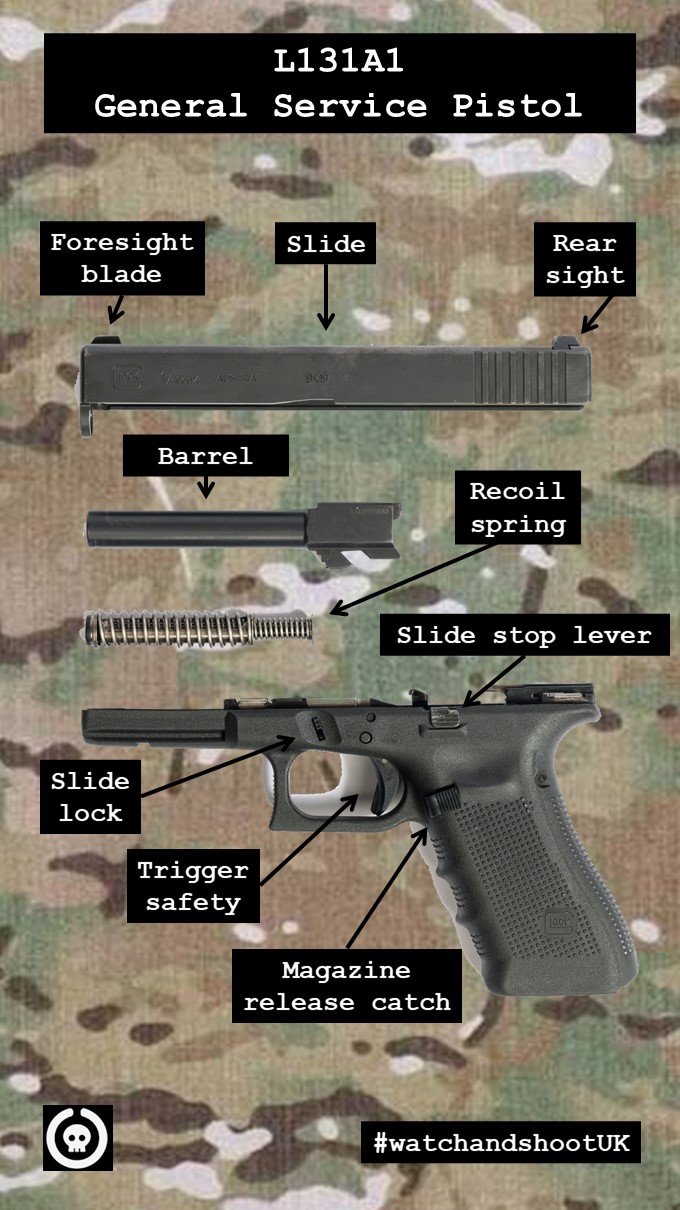 L131A1
General Service Pistol
Foresight
blade
Slide
Rear
sight
9x19
Barrel
Recoil
spring
Slide stop lever
Slide
lock
Trigger
safety
Magazine
release catch
#watchandshootUK